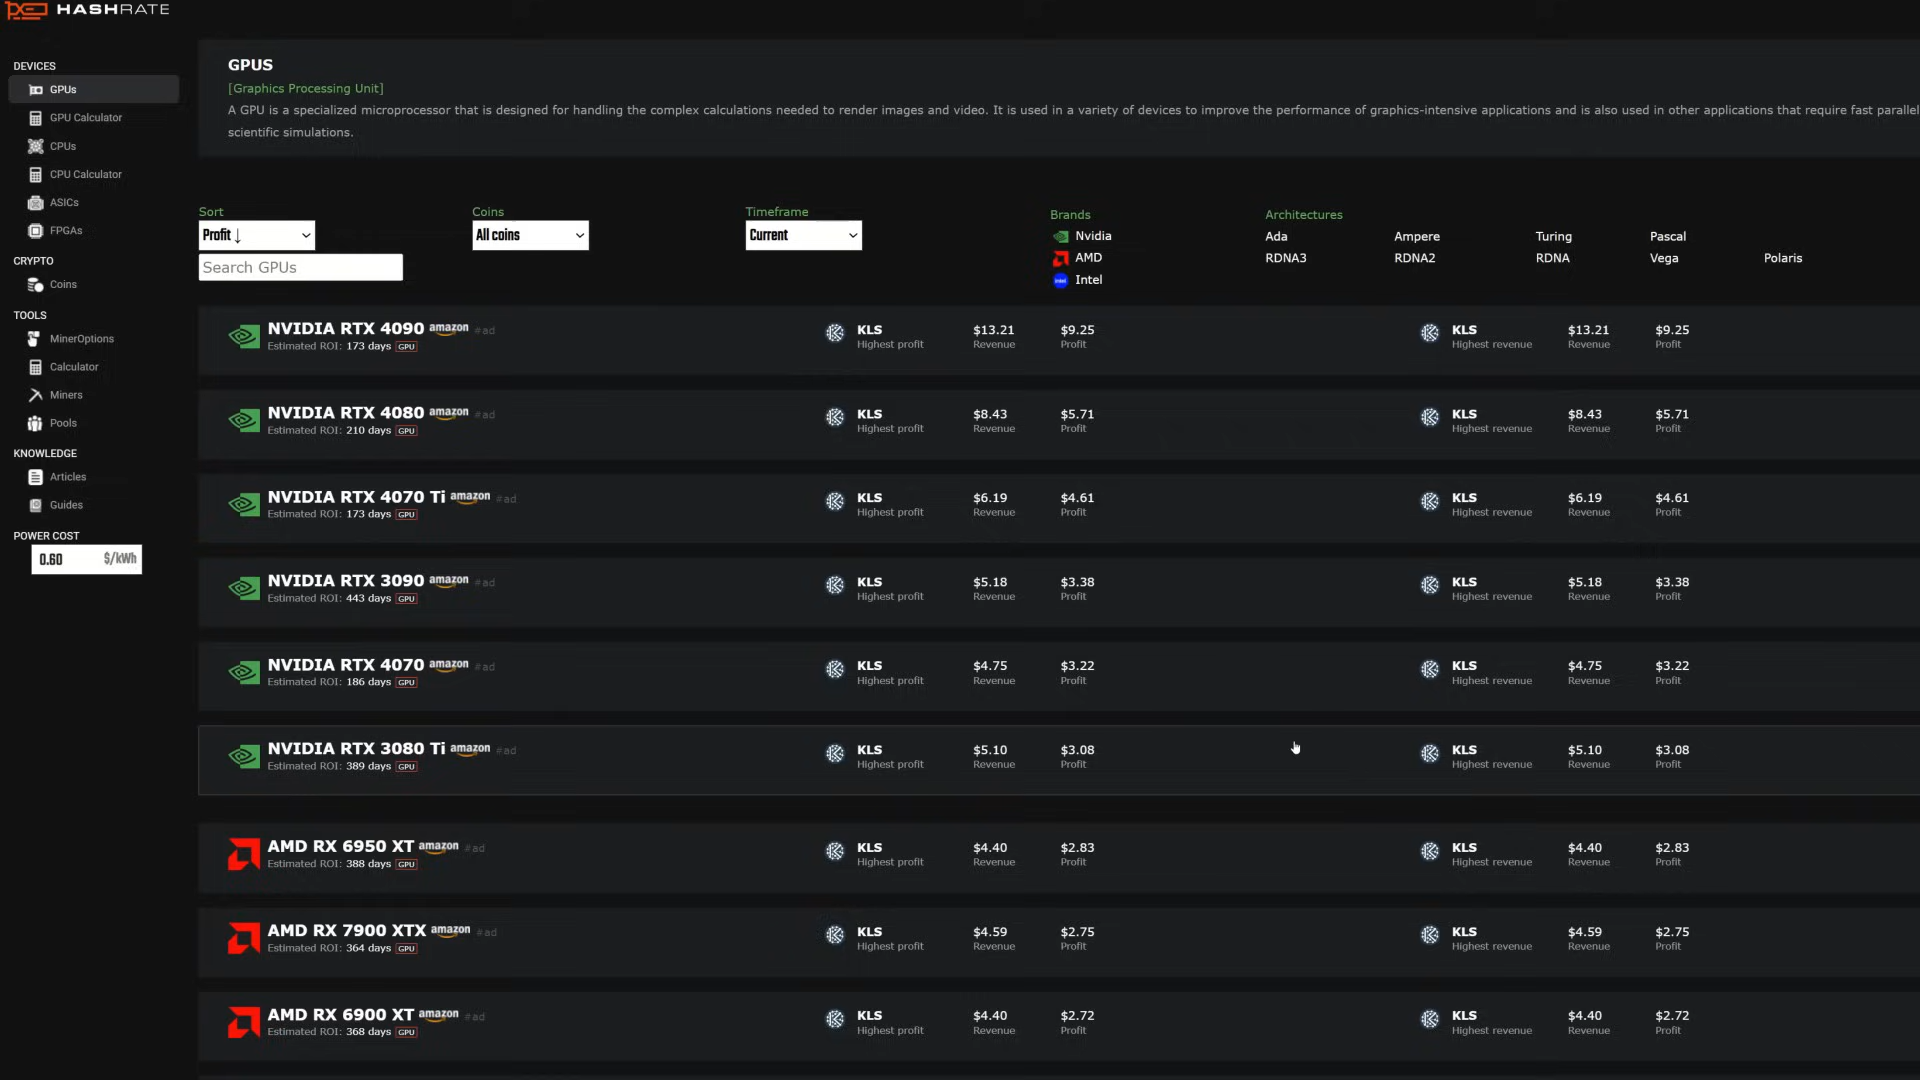 HASHRATE
DEVICES
GPUs
GPU Calculator
CPUs
CPU Calculator
ASICs
FPGAs
CRYPTO
Coins
TOOLS
MinerOptions
Calculator
Miners
Pools
KNOWLEDGE
Articles
Guides
POWER COST
0.60 $/kWh
GPUS
[Graphics Processing Unit]
A GPU is a specialized microprocessor that is designed for handling the complex calculations needed to render images and video. It is used in a variety of devices to improve the performance of graphics-intensive applications and is also used in other applications that require fast parallel
scientific simulations.
Sort
Profit ↓
Search GPUs
Coins
All coins
Timeframe
Current
Brands
Nvidia
AMD
Intel
Architectures
Ada Ampere Turing Pascal
RDNA3 RDNA2 RDNA Vega Polaris
NVIDIA RTX 4090 amazon #ad
Estimated ROI: 173 days GPU
KLS $13.21 $9.25
Highest profit Revenue Profit
KLS $13.21 $9.25
Highest revenue Revenue Profit
NVIDIA RTX 4080 amazon #ad
Estimated ROI: 210 days GPU
KLS $8.43 $5.71
Highest profit Revenue Profit
KLS $8.43 $5.71
Highest revenue Revenue Profit
NVIDIA RTX 4070 Ti amazon #ad
Estimated ROI: 173 days GPU
KLS $6.19 $4.61
Highest profit Revenue Profit
KLS $6.19 $4.61
Highest revenue Revenue Profit
NVIDIA RTX 3090 amazon #ad
Estimated ROI: 443 days GPU
KLS $5.18 $3.38
Highest profit Revenue Profit
KLS $5.18 $3.38
Highest revenue Revenue Profit
NVIDIA RTX 4070 amazon #ad
Estimated ROI: 186 days GPU
KLS $4.75 $3.22
Highest profit Revenue Profit
KLS $4.75 $3.22
Highest revenue Revenue Profit
NVIDIA RTX 3080 Ti amazon #ad
Estimated ROI: 389 days GPU
KLS $5.10 $3.08
Highest profit Revenue Profit
KLS $5.10 $3.08
Highest revenue Revenue Profit
AMD RX 6950 XT amazon #ad
Estimated ROI: 388 days GPU
KLS $4.40 $2.83
Highest profit Revenue Profit
KLS $4.40 $2.83
Highest revenue Revenue Profit
AMD RX 7900 XTX amazon #ad
Estimated ROI: 364 days GPU
KLS $4.59 $2.75
Highest profit Revenue Profit
KLS $4.59 $2.75
Highest revenue Revenue Profit
AMD RX 6900 XT amazon #ad
Estimated ROI: 368 days GPU
KLS $4.40 $2.72
Highest profit Revenue Profit
KLS $4.40 $2.72
Highest revenue Revenue Profit